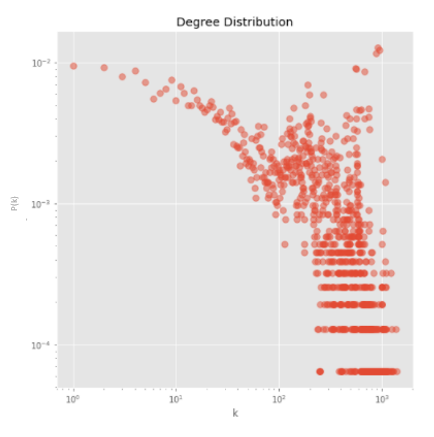 Degree Distribution
10⁻²
10⁻³
10⁻⁴
P(k)
10⁰ 10¹ 10² 10³
k